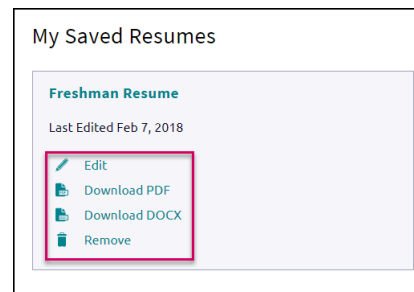 My Saved Resumes
Freshman Resume
Last Edited Feb 7, 2018
Edit
Download PDF
Download DOCX
Remove